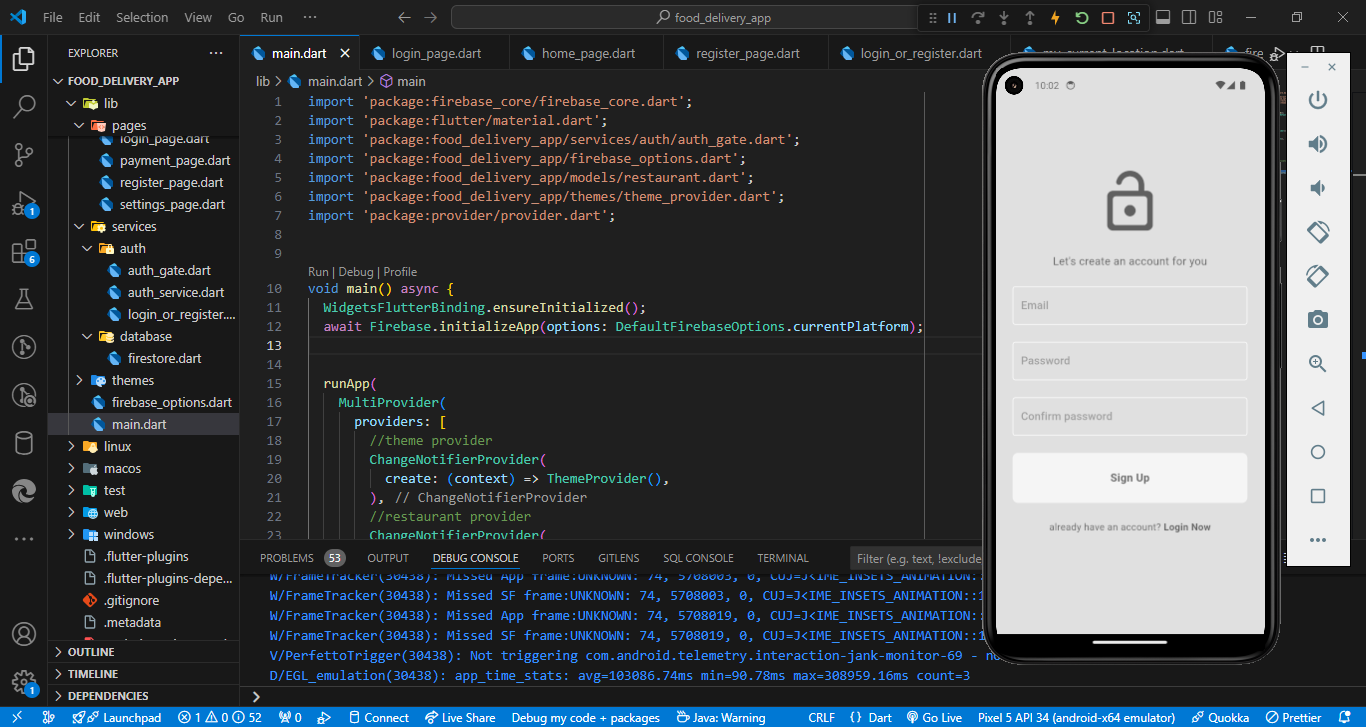 File Edit Selection View Go Run ···
food_delivery_app
EXPLORER
FOOD_DELIVERY_APP
lib
pages
login_page.dart
payment_page.dart
register_page.dart
settings_page.dart
services
auth
auth_gate.dart
auth_service.dart
login_or_register....
database
firestore.dart
themes
firebase_options.dart
main.dart
linux
macos
test
web
windows
.flutter-plugins
.flutter-plugins-depe...
.gitignore
.metadata
OUTLINE
TIMELINE
DEPENDENCIES
1
6
1
main.dart login_page.dart home_page.dart register_page.dart login_or_register.dart my_current_location.dart fire
lib > main.dart > main
1 import 'package:firebase_core/firebase_core.dart';
2 import 'package:flutter/material.dart';
3 import 'package:food_delivery_app/services/auth/auth_gate.dart';
4 import 'package:food_delivery_app/firebase_options.dart';
5 import 'package:food_delivery_app/models/restaurant.dart';
6 import 'package:food_delivery_app/themes/theme_provider.dart';
7 import 'package:provider/provider.dart';
8
9
Run | Debug | Profile
10 void main() async {
11 WidgetsFlutterBinding.ensureInitialized();
12 await Firebase.initializeApp(options: DefaultFirebaseOptions.currentPlatform);
13
14
15 runApp(
16 MultiProvider(
17 providers: [
18 //theme provider
19 ChangeNotifierProvider(
20 create: (context) => ThemeProvider(),
21 ), // ChangeNotifierProvider
22 //restaurant provider
23 ChangeNotifierProvider(
PROBLEMS 53 OUTPUT DEBUG CONSOLE PORTS GITLENS SQL CONSOLE TERMINAL Filter (e.g. text, !exclude
W/FrameTracker(30438): Missed App frame:UNKNOWN: 74, 5708003, 0, CUJ=J<IME_INSETS_ANIMATION::
W/FrameTracker(30438): Missed SF frame:UNKNOWN: 74, 5708003, 0, CUJ=J<IME_INSETS_ANIMATION::1
W/FrameTracker(30438): Missed App frame:UNKNOWN: 74, 5708019, 0, CUJ=J<IME_INSETS_ANIMATION::1
W/FrameTracker(30438): Missed SF frame:UNKNOWN: 74, 5708019, 0, CUJ=J<IME_INSETS_ANIMATION::1
V/PerfettoTrigger(30438): Not triggering com.android.telemetry.interaction-jank-monitor-69 - no
D/EGL_emulation(30438): app_time_stats: avg=103086.74ms min=90.78ms max=308959.16ms count=3
10:02
Let's create an account for you
Email
Password
Confirm password
Sign Up
already have an account? Login Now
Launchpad 1 0 52 0 Connect Live Share Debug my code + packages Java: Warning CRLF { } Dart Go Live Pixel 5 API 34 (android-x64 emulator) Quokka Prettier